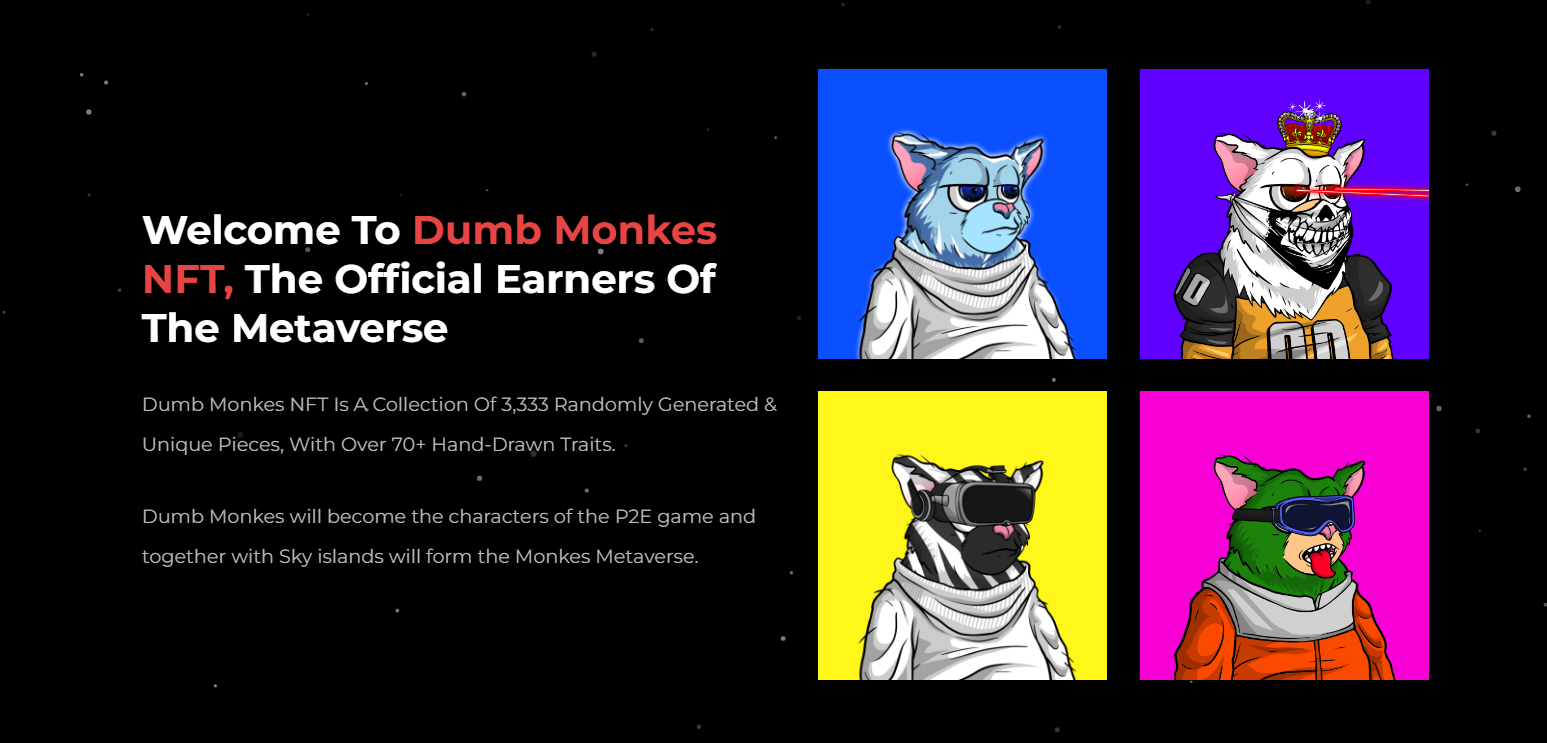 Welcome To Dumb Monkes
NFT, The Official Earners Of
The Metaverse
Dumb Monkes NFT Is A Collection Of 3,333 Randomly Generated &
Unique Pieces, With Over 70+ Hand-Drawn Traits.
Dumb Monkes will become the characters of the P2E game and
together with Sky islands will form the Monkes Metaverse.